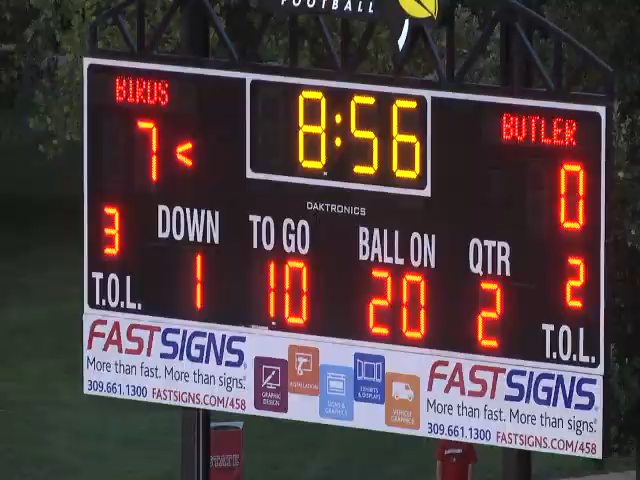 FOOTBALL
BIRDS
8:56
BUTLER
7 <
0
DAKTRONICS
3 DOWN TO GO BALL ON QTR 2
T.O.L. 1 10 20 2 T.O.L.
FASTSIGNS
More than fast. More than signs.
309.661.1300 FASTSIGNS.COM/458
GRAPHIC DESIGN
INSTALLATION
SIGNS & GRAPHICS
EXHIBITS & DISPLAYS
VEHICLE GRAPHICS
FASTSIGNS
More than fast. More than signs.
309.661.1300 FASTSIGNS.COM/458
STATE